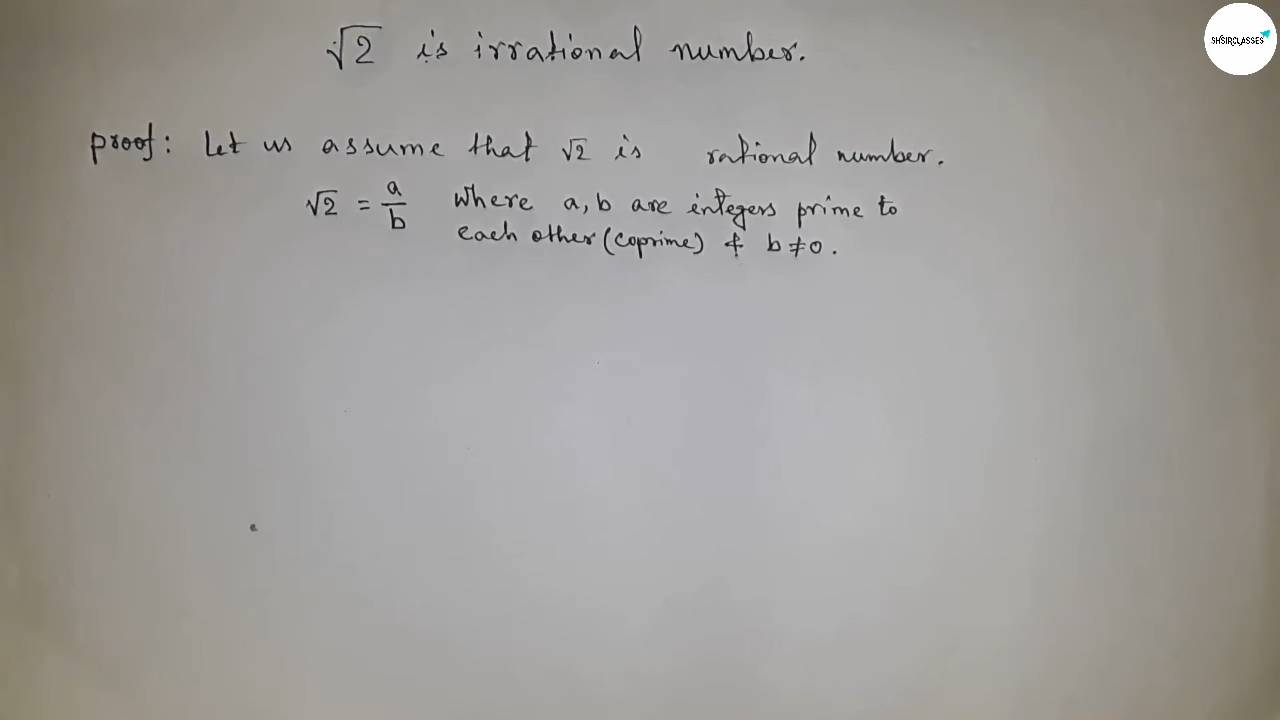 SHSIRCLASSES
√2 is irrational number.
proof: Let us assume that √2 is rational number.
√2 = a/b where a, b are integers prime to
each other (coprime) & b≠0.